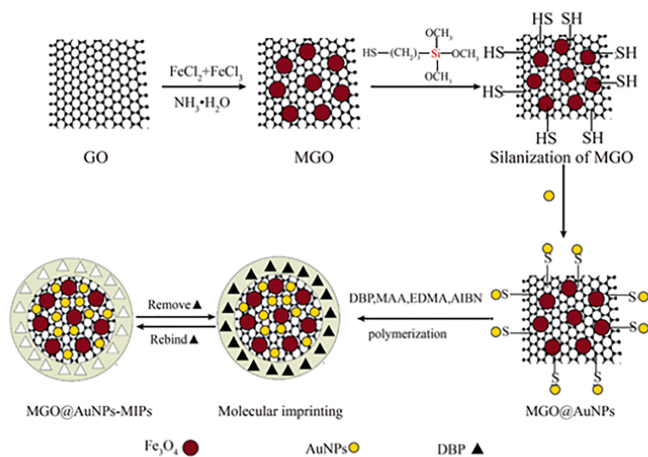 FeCl₂+FeCl₃
NH₃•H₂O
HS—(CH₂)₃—Si—OCH₃
OCH₃
OCH₃
HS
SH
HS
SH
HS
SH
HS
SH
GO
MGO
Silanization of MGO
S
S
S
S
S
S
S
S
DBP,MAA,EDMA,AIBN
polymerization
Remove▲
Rebind▲
MGO@AuNPs-MIPs
Molecular imprinting
MGO@AuNPs
Fe₃O₄
AuNPs
DBP